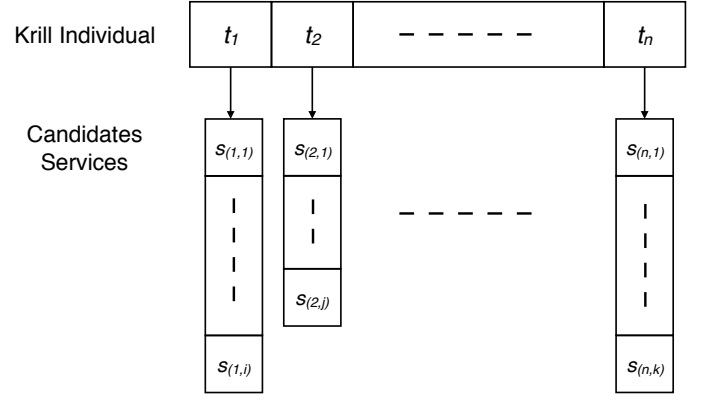 Krill Individual t1 t2 tn
Candidates
Services
s(1,1) s(2,1) s(n,1)
s(2,j)
s(1,i) s(n,k)